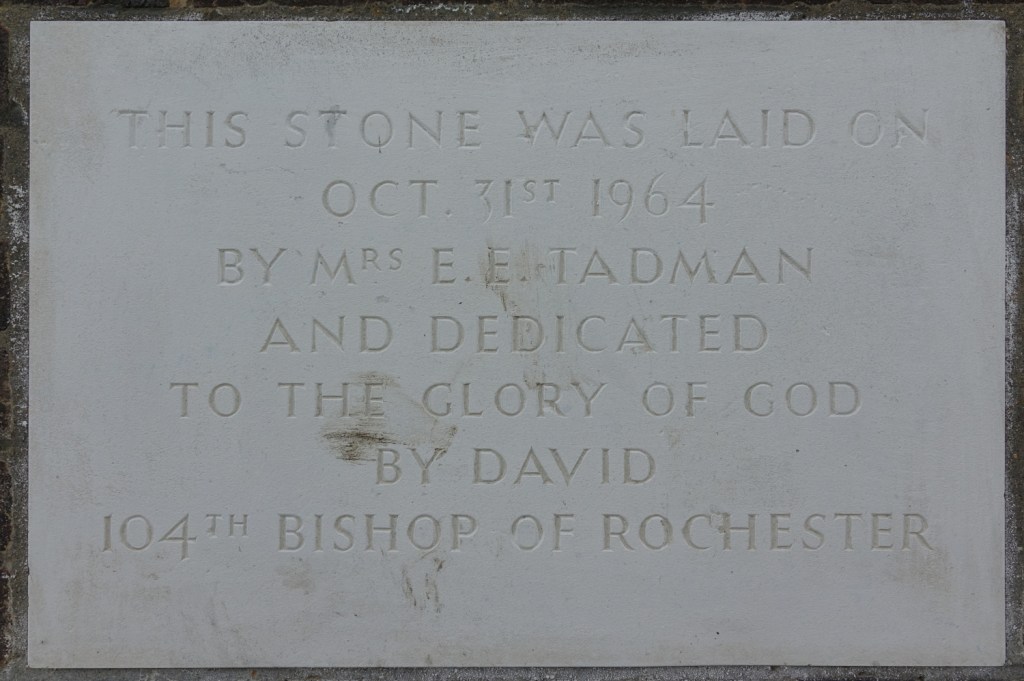 THIS STONE WAS LAID ON
OCT. 31ST 1964
BY MRS E. E. TADMAN
AND DEDICATED
TO THE GLORY OF GOD
BY DAVID
104TH BISHOP OF ROCHESTER